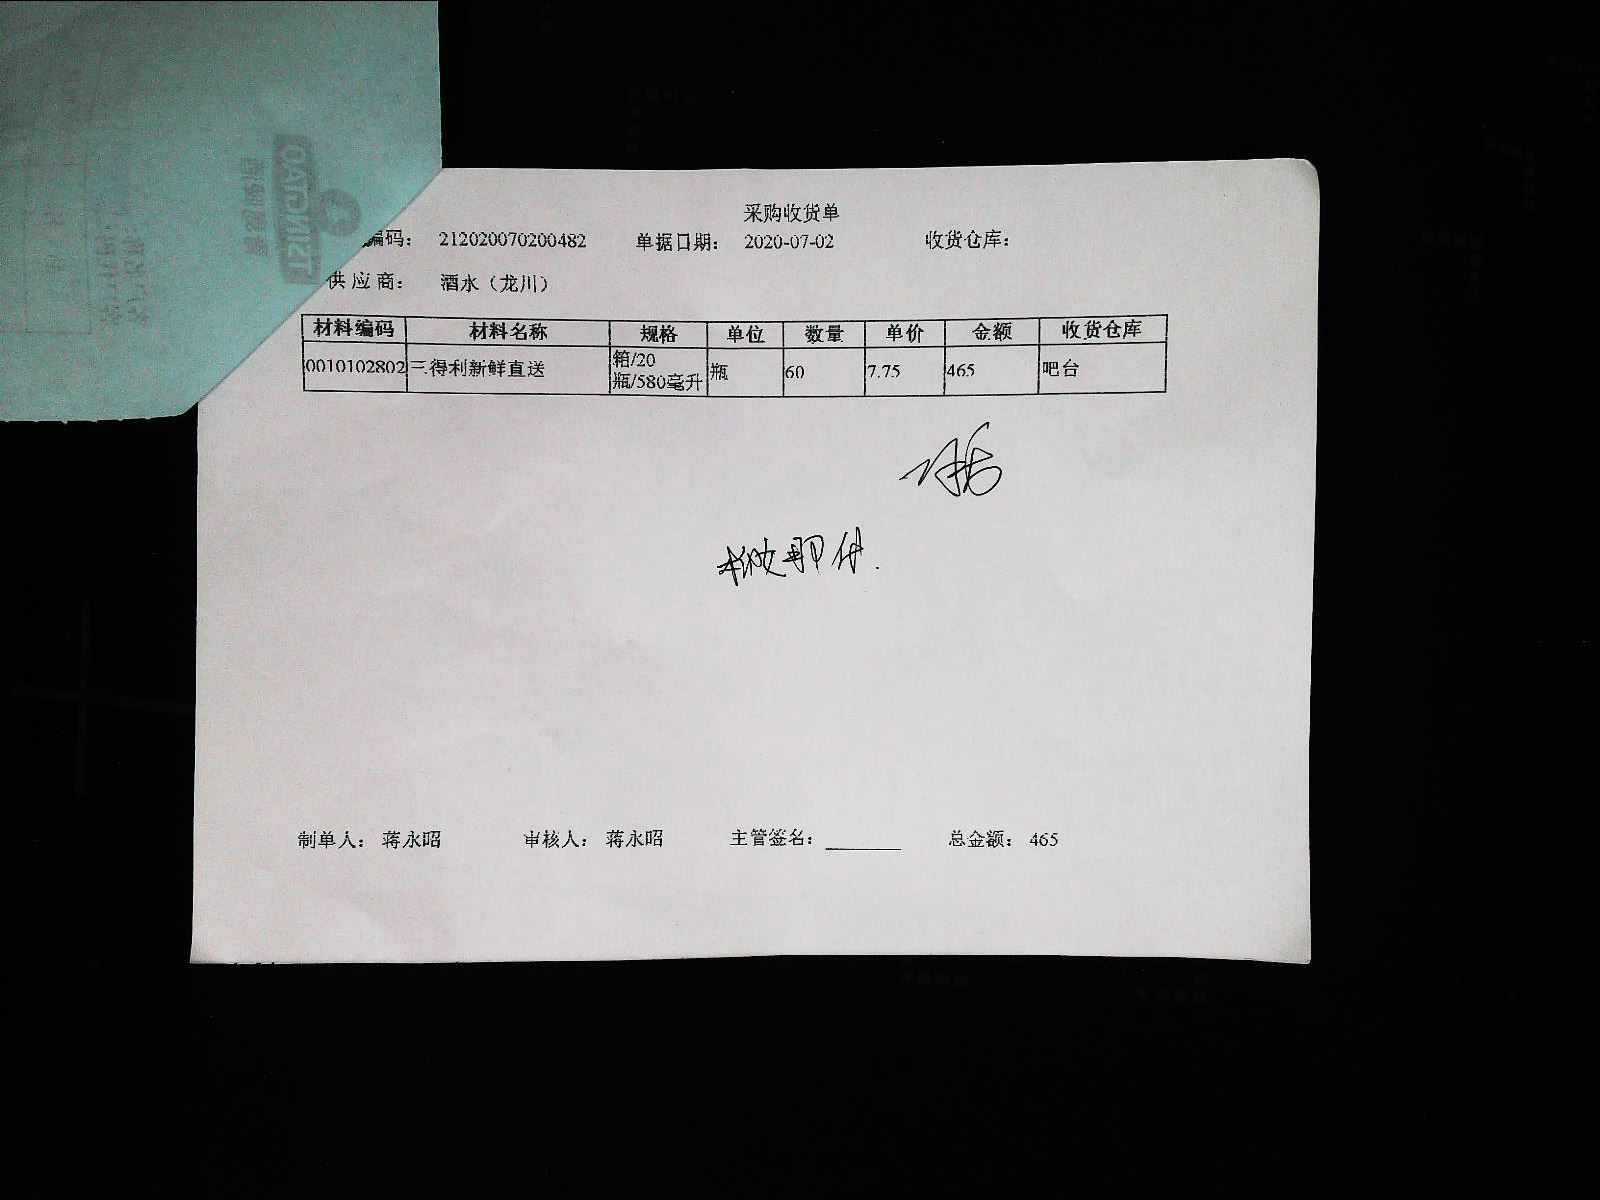 采购收货单
编码： 212020070200482 单据日期： 2020-07-02 收货仓库：
供应商： 酒水（龙川）
材料编码 材料名称 规格 单位 数量 单价 金额 收货仓库
0010102802 三得利新鲜直送 箱/20瓶/580毫升 瓶 60 7.75 465 吧台
制单人： 蒋永昭 审核人： 蒋永昭 主管签名： 总金额： 465